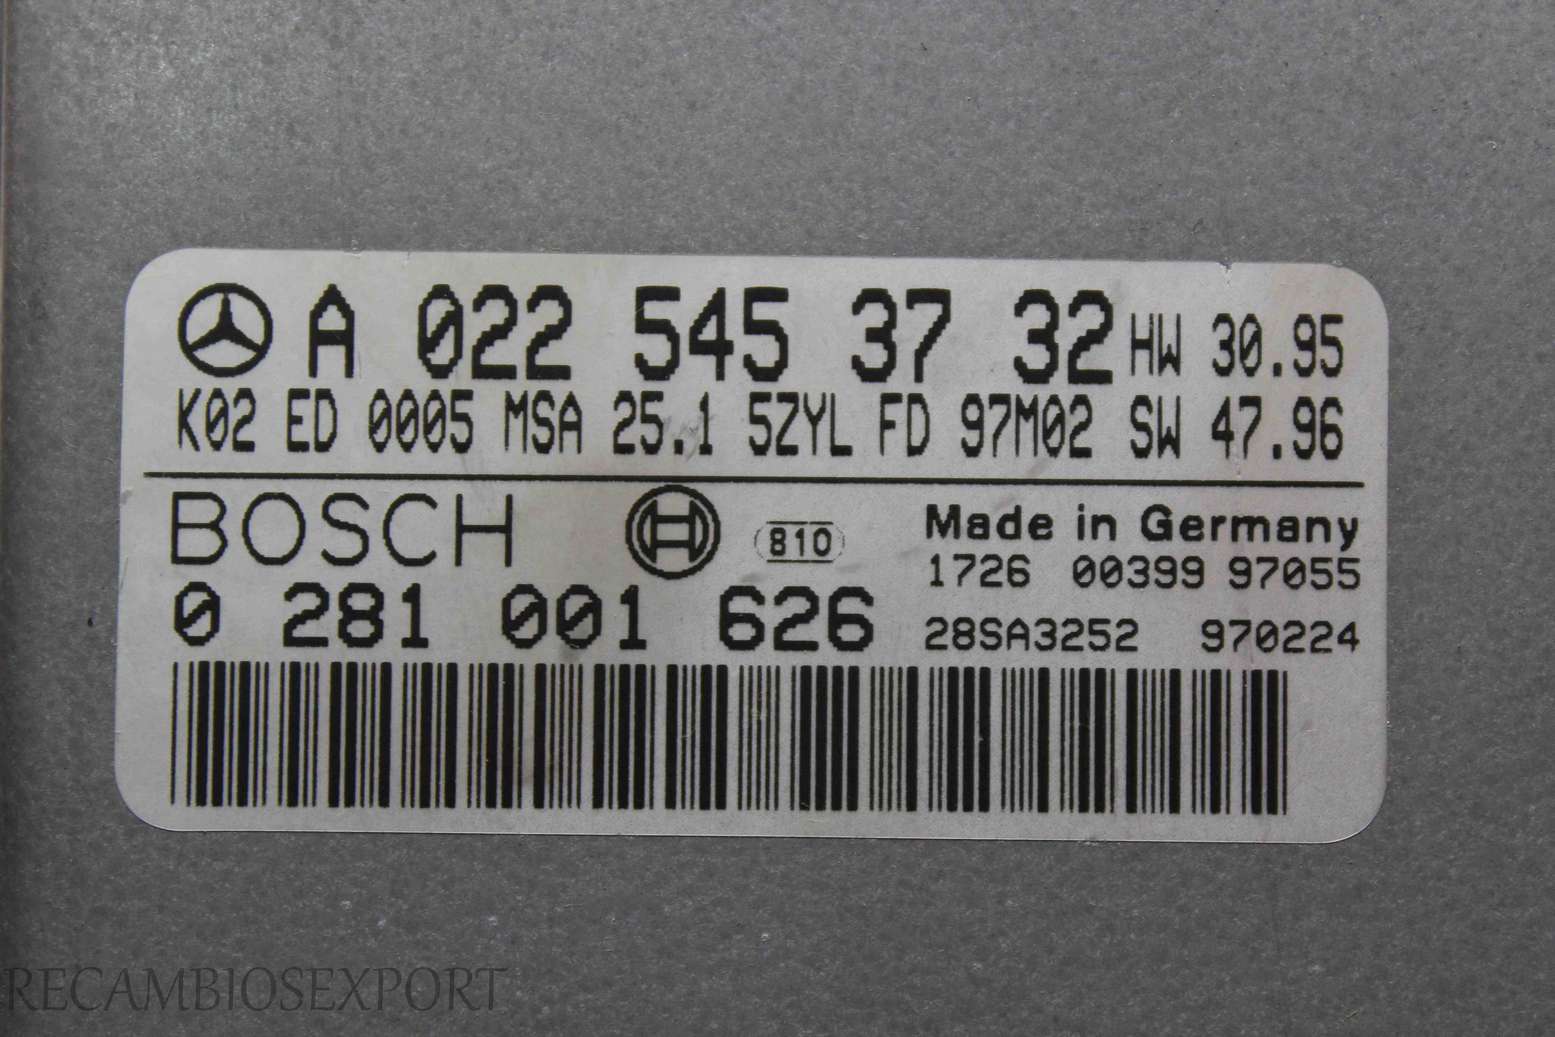 A 022 545 37 32 HW 30.95
K02 ED 0005 MSA 25.1 5ZYL FD 97M02 SW 47.96
BOSCH 810 Made in Germany
1726 00399 97055
0 281 001 626 28SA3252 970224
RECAMBIOSEXPORT